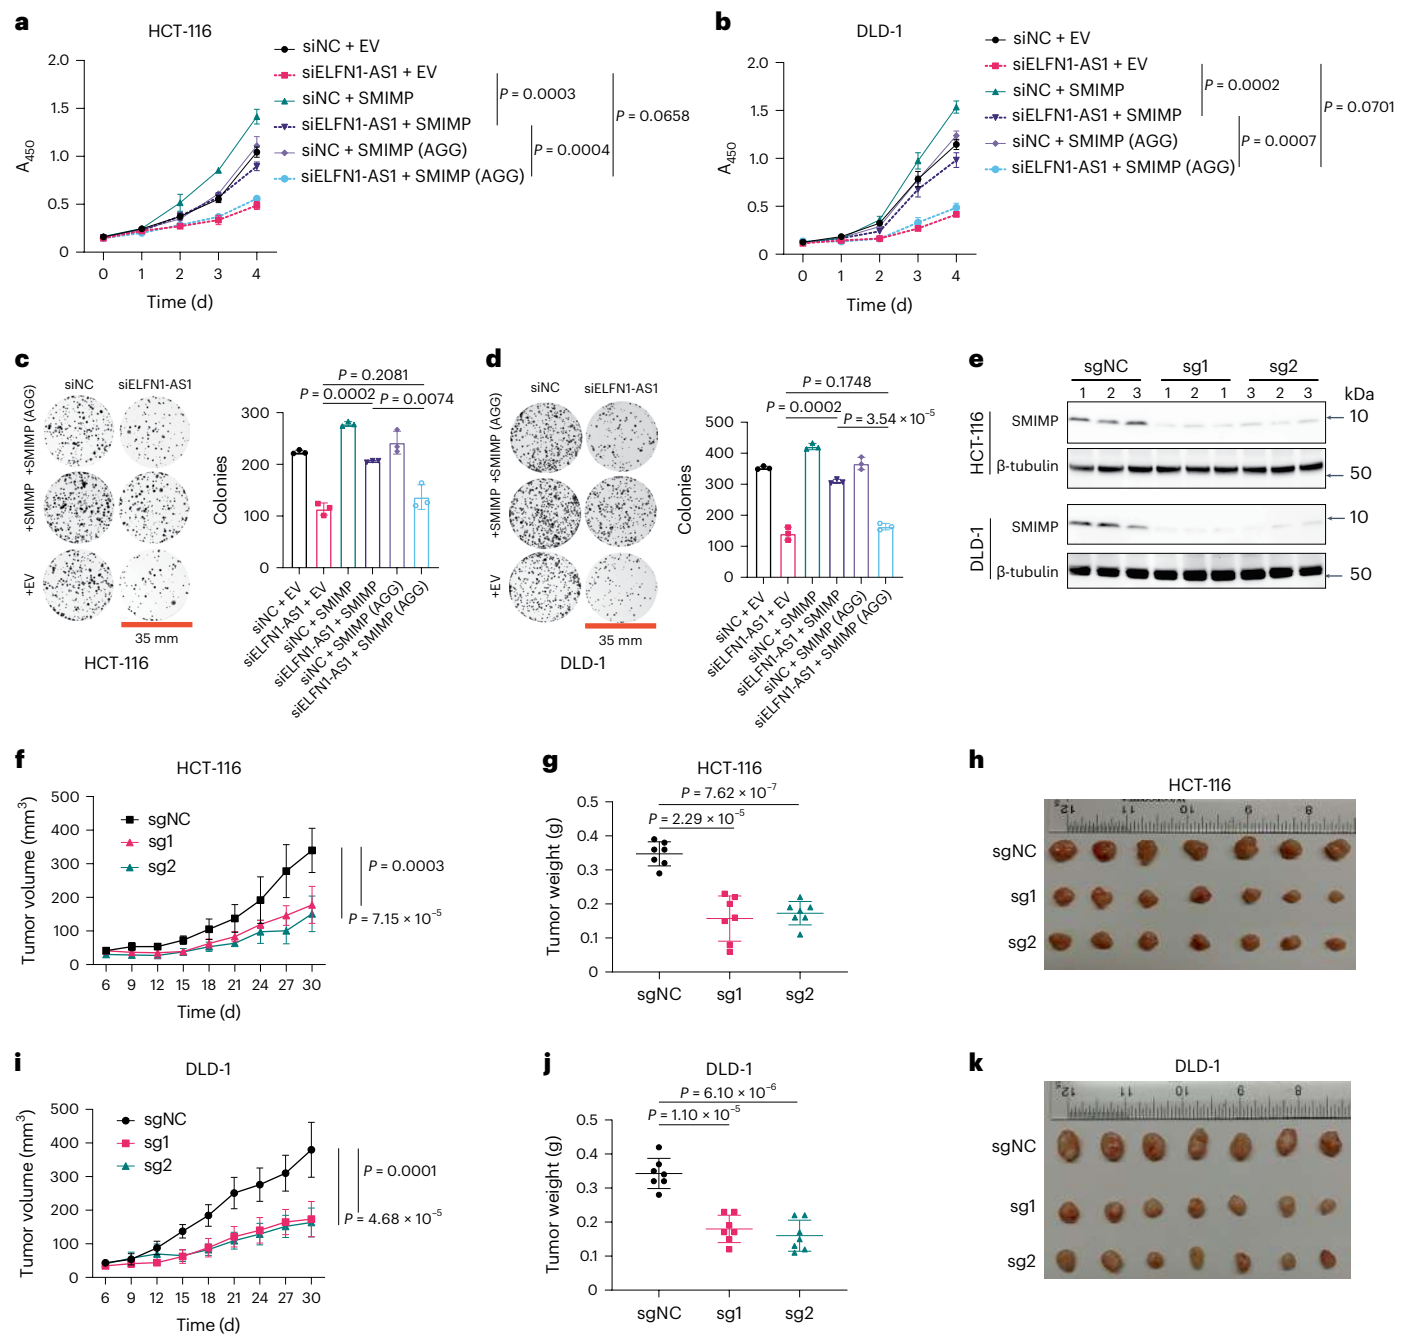 a
HCT-116
siNC + EV
siELFN1-AS1 + EV
siNC + SMIMP
siELFN1-AS1 + SMIMP
siNC + SMIMP (AGG)
siELFN1-AS1 + SMIMP (AGG)
P = 0.0003
P = 0.0004
P = 0.0658
A450
2.0
1.5
1.0
0.5
0
0 1 2 3 4
Time (d)
b
DLD-1
siNC + EV
siELFN1-AS1 + EV
siNC + SMIMP
siELFN1-AS1 + SMIMP
siNC + SMIMP (AGG)
siELFN1-AS1 + SMIMP (AGG)
P = 0.0002
P = 0.0007
P = 0.0701
A450
2.0
1.5
1.0
0.5
0
0 1 2 3 4
Time (d)
c
siNC siELFN1-AS1
+SMIMP (AGG)
+SMIMP
+EV
35 mm
HCT-116
P = 0.2081
P = 0.0002
P = 0.0074
Colonies
300
200
100
0
siNC + EV
siELFN1-AS1 + EV
siNC + SMIMP
siELFN1-AS1 + SMIMP
siNC + SMIMP (AGG)
siELFN1-AS1 + SMIMP (AGG)
d
siNC siELFN1-AS1
+SMIMP (AGG)
+SMIMP
+EV
35 mm
DLD-1
P = 0.1748
P = 0.0002
P = 3.54 × 10⁻⁵
Colonies
500
400
300
200
100
0
siNC + EV
siELFN1-AS1 + EV
siNC + SMIMP
siELFN1-AS1 + SMIMP
siNC + SMIMP (AGG)
siELFN1-AS1 + SMIMP (AGG)
e
sgNC sg1 sg2
1 2 3 1 2 1 3 2 3 kDa
HCT-116
SMIMP 10
β-tubulin 50
DLD-1
SMIMP 10
β-tubulin 50
f
HCT-116
Tumor volume (mm³)
500
400
300
200
100
0
sgNC
sg1
sg2
P = 0.0003
P = 7.15 × 10⁻⁵
6 9 12 15 18 21 24 27 30
Time (d)
g
HCT-116
P = 7.62 × 10⁻⁷
P = 2.29 × 10⁻⁵
Tumor weight (g)
0.5
0.4
0.3
0.2
0.1
0
sgNC sg1 sg2
h
HCT-116
12 11 10 9 8
sgNC
sg1
sg2
i
DLD-1
Tumor volume (mm³)
500
400
300
200
100
0
sgNC
sg1
sg2
P = 0.0001
P = 4.68 × 10⁻⁵
6 9 12 15 18 21 24 27 30
Time (d)
j
DLD-1
P = 6.10 × 10⁻⁶
P = 1.10 × 10⁻⁵
Tumor weight (g)
0.5
0.4
0.3
0.2
0.1
0
sgNC sg1 sg2
k
DLD-1
12 11 10 9 8
sgNC
sg1
sg2